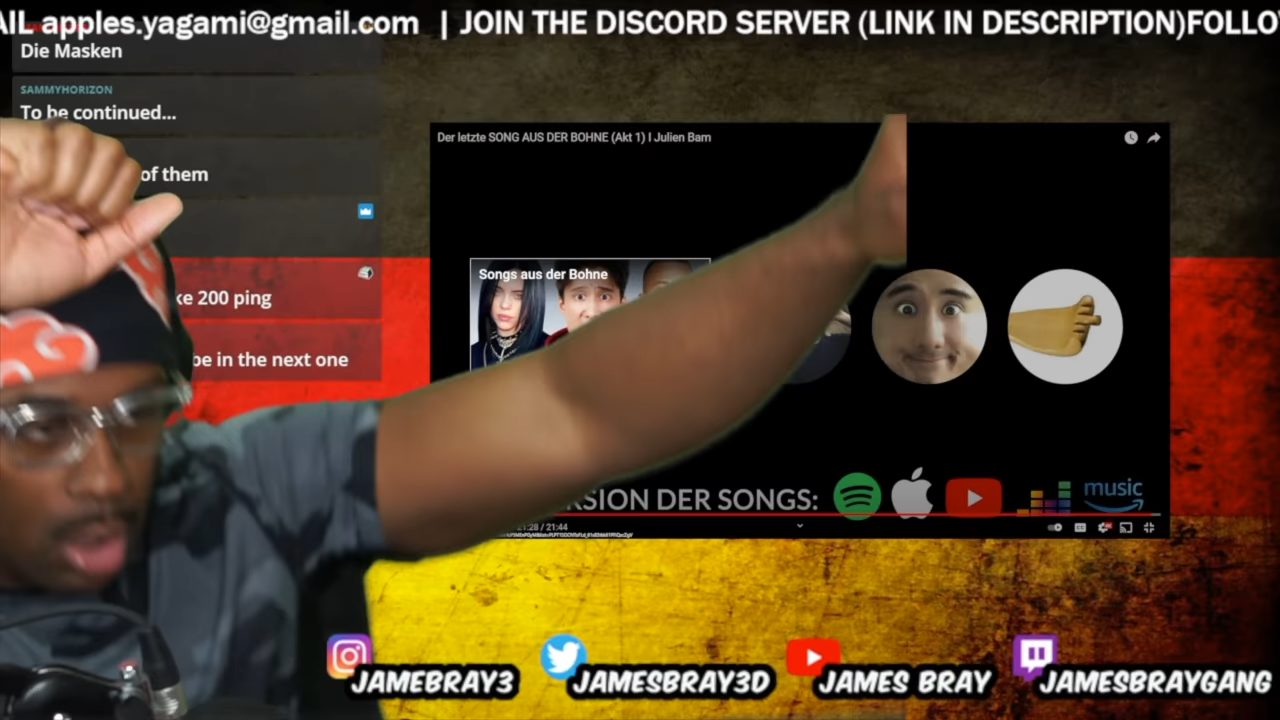 AIL apples.yagami@gmail.com | JOIN THE DISCORD SERVER (LINK IN DESCRIPTION)FOLLO
Die Masken
SAMMYHORIZON
To be continued...
of them
ke 200 ping
be in the next one
Der letzte SONG AUS DER BOHNE (Akt 1) I Julien Bam
Songs aus der Bohne
RSION DER SONGS:
music
21:28 / 21:44
JAMEBRAY3
JAMESBRAY3D
JAMES BRAY
JAMESBRAYGANG